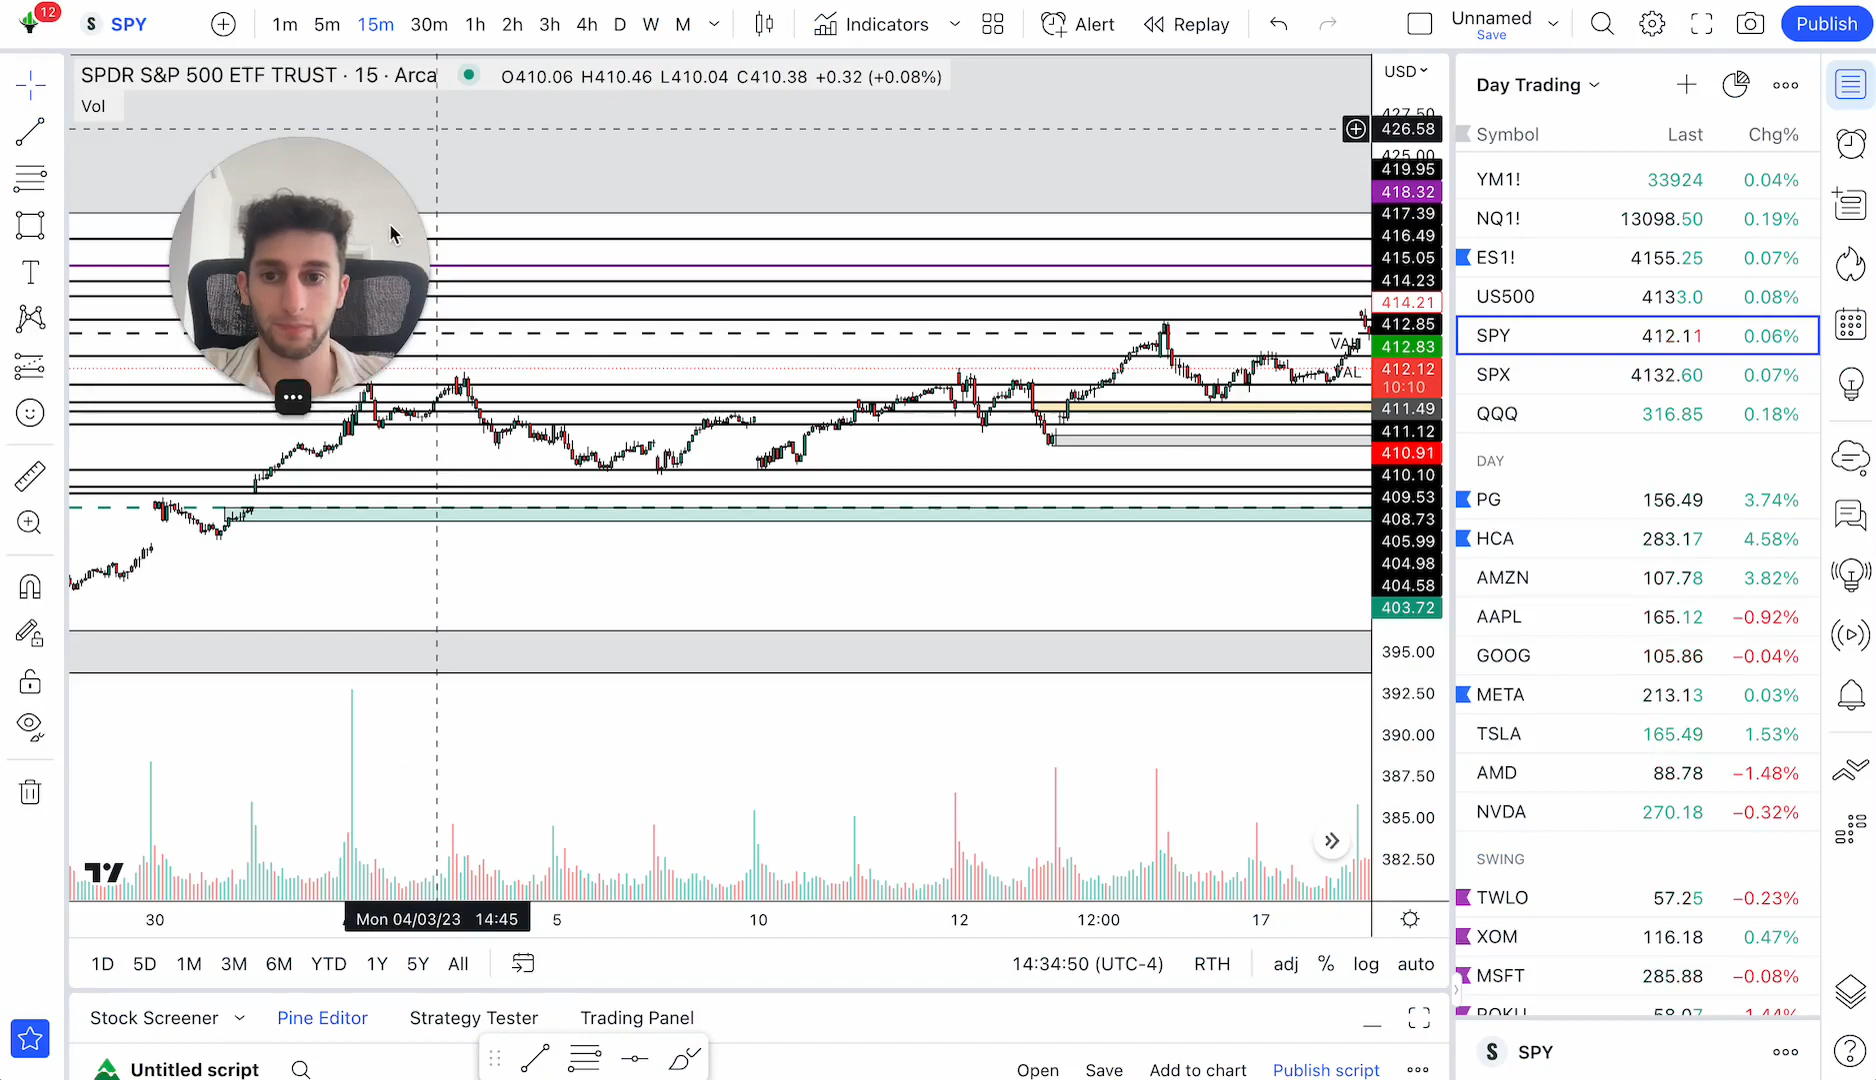 12
S SPY
1m 5m 15m 30m 1h 2h 3h 4h D W M
Indicators
Alert
Replay
Unnamed
Save
Publish
SPDR S&P 500 ETF TRUST · 15 · Arca
O410.06 H410.46 L410.04 C410.38 +0.32 (+0.08%)
Vol
USD
427.50
426.58
425.00
419.95
418.32
417.39
416.49
415.05
414.23
414.21
412.85
412.83
412.12
10:10
411.49
411.12
410.91
410.10
409.53
408.73
405.99
404.98
404.58
403.72
395.00
392.50
390.00
387.50
385.00
382.50
VAL
30
Mon 04/03/23 14:45
5
10
12
12:00
17
1D 5D 1M 3M 6M YTD 1Y 5Y All
14:34:50 (UTC-4) RTH adj % log auto
Stock Screener
Pine Editor
Strategy Tester
Trading Panel
Untitled script
Open Save Add to chart Publish script
Day Trading
Symbol Last Chg%
YM1! 33924 0.04%
NQ1! 13098.50 0.19%
ES1! 4155.25 0.07%
US500 4133.0 0.08%
SPY 412.11 0.06%
SPX 4132.60 0.07%
QQQ 316.85 0.18%
DAY
PG 156.49 3.74%
HCA 283.17 4.58%
AMZN 107.78 3.82%
AAPL 165.12 −0.92%
GOOG 105.86 −0.04%
META 213.13 0.03%
TSLA 165.49 1.53%
AMD 88.78 −1.48%
NVDA 270.18 −0.32%
SWING
TWLO 57.25 −0.23%
XOM 116.18 0.47%
MSFT 285.88 −0.08%
ROKU 58.07 −1.44%
S SPY